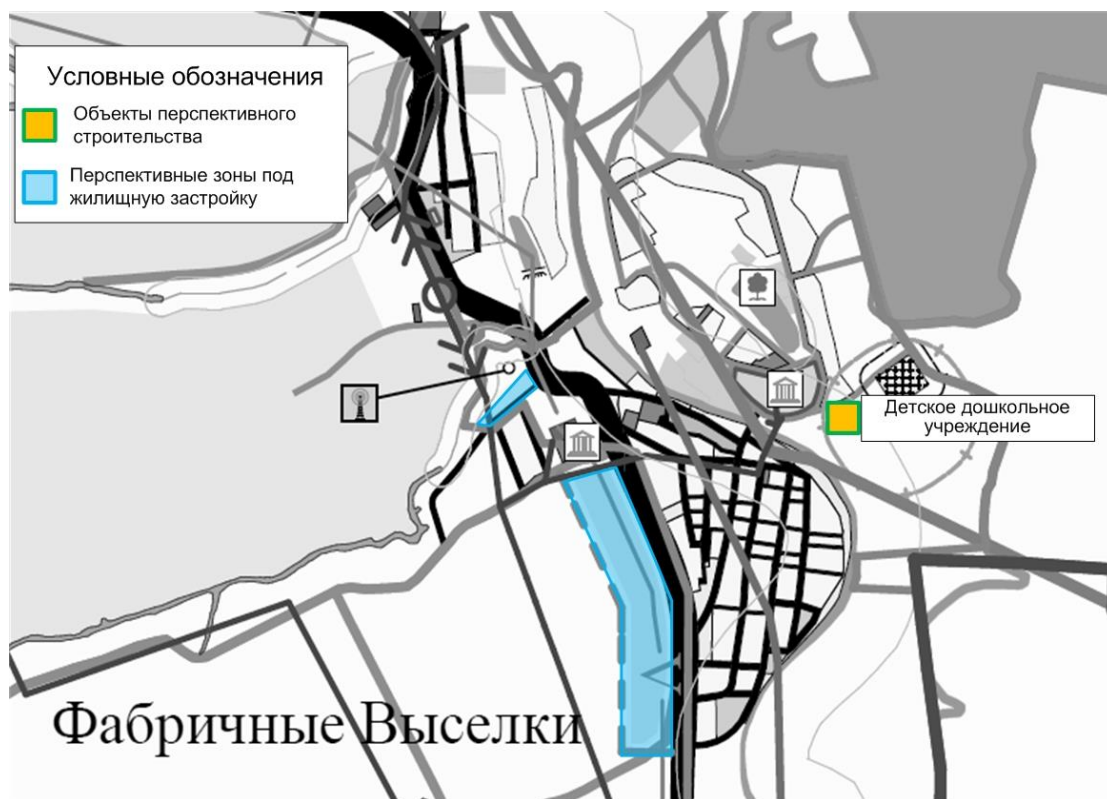 Условные обозначения
Объекты перспективного
строительства
Перспективные зоны под
жилищную застройку
Детское дошкольное
учреждение
Фабричные Выселки